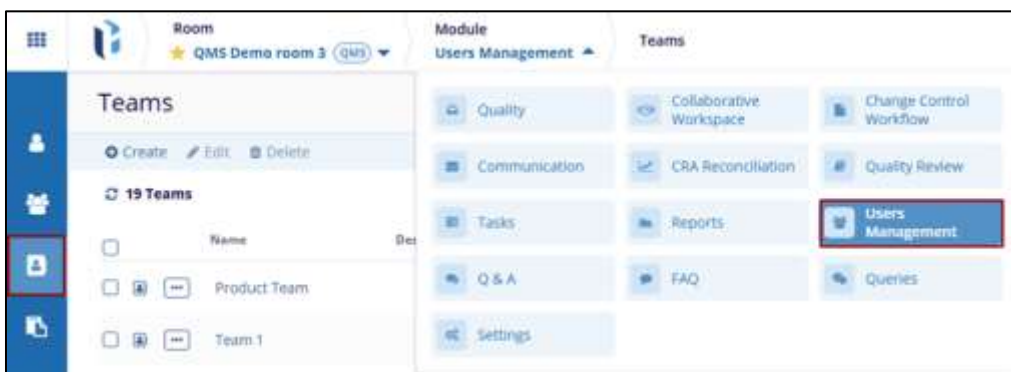 Room
QMS Demo room 3 QMS
Module
Users Management
Teams
Teams
Create Edit Delete
19 Teams
Name
Des
Product Team
Team 1
Quality
Collaborative
Workspace
Change Control
Workflow
Communication
CRA Reconciliation
Quality Review
Tasks
Reports
Users
Management
Q & A
FAQ
Queries
Settings